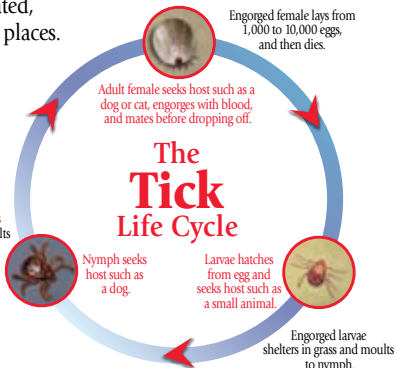 places.
Engorged female lays from
1,000 to 10,000 eggs,
and then dies.
Adult female seeks host such as a
dog or cat, engorges with blood,
and mates before dropping off.
The
Tick
Life Cycle
Nymph seeks
host such as
a dog.
Larvae hatches
from egg and
seeks host such as
a small animal.
Engorged larvae
shelters in grass and moults
to nymph.